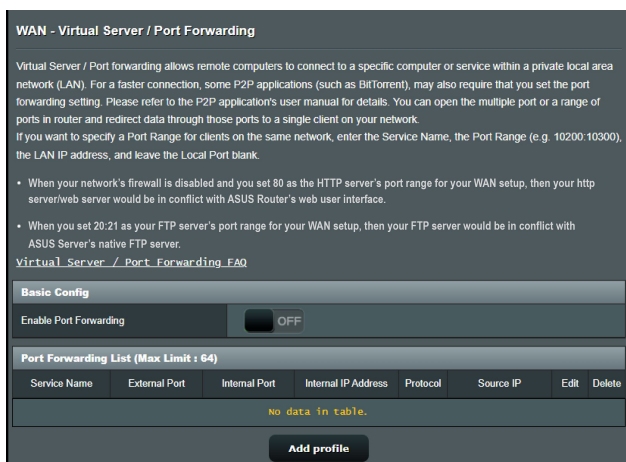 WAN - Virtual Server / Port Forwarding
Virtual Server / Port forwarding allows remote computers to connect to a specific computer or service within a private local area
network (LAN). For a faster connection, some P2P applications (such as BitTorrent), may also require that you set the port
forwarding setting. Please refer to the P2P application's user manual for details. You can open the multiple port or a range of
ports in router and redirect data through those ports to a single client on your network.
If you want to specify a Port Range for clients on the same network, enter the Service Name, the Port Range (e.g. 10200:10300),
the LAN IP address, and leave the Local Port blank.
• When your network's firewall is disabled and you set 80 as the HTTP server's port range for your WAN setup, then your http
server/web server would be in conflict with ASUS Router's web user interface.
• When you set 20:21 as your FTP server's port range for your WAN setup, then your FTP server would be in conflict with
ASUS Server's native FTP server.
Virtual Server / Port Forwarding FAQ
Basic Config
Enable Port Forwarding OFF
Port Forwarding List (Max Limit : 64)
Service Name External Port Internal Port Internal IP Address Protocol Source IP Edit Delete
No data in table.
Add profile